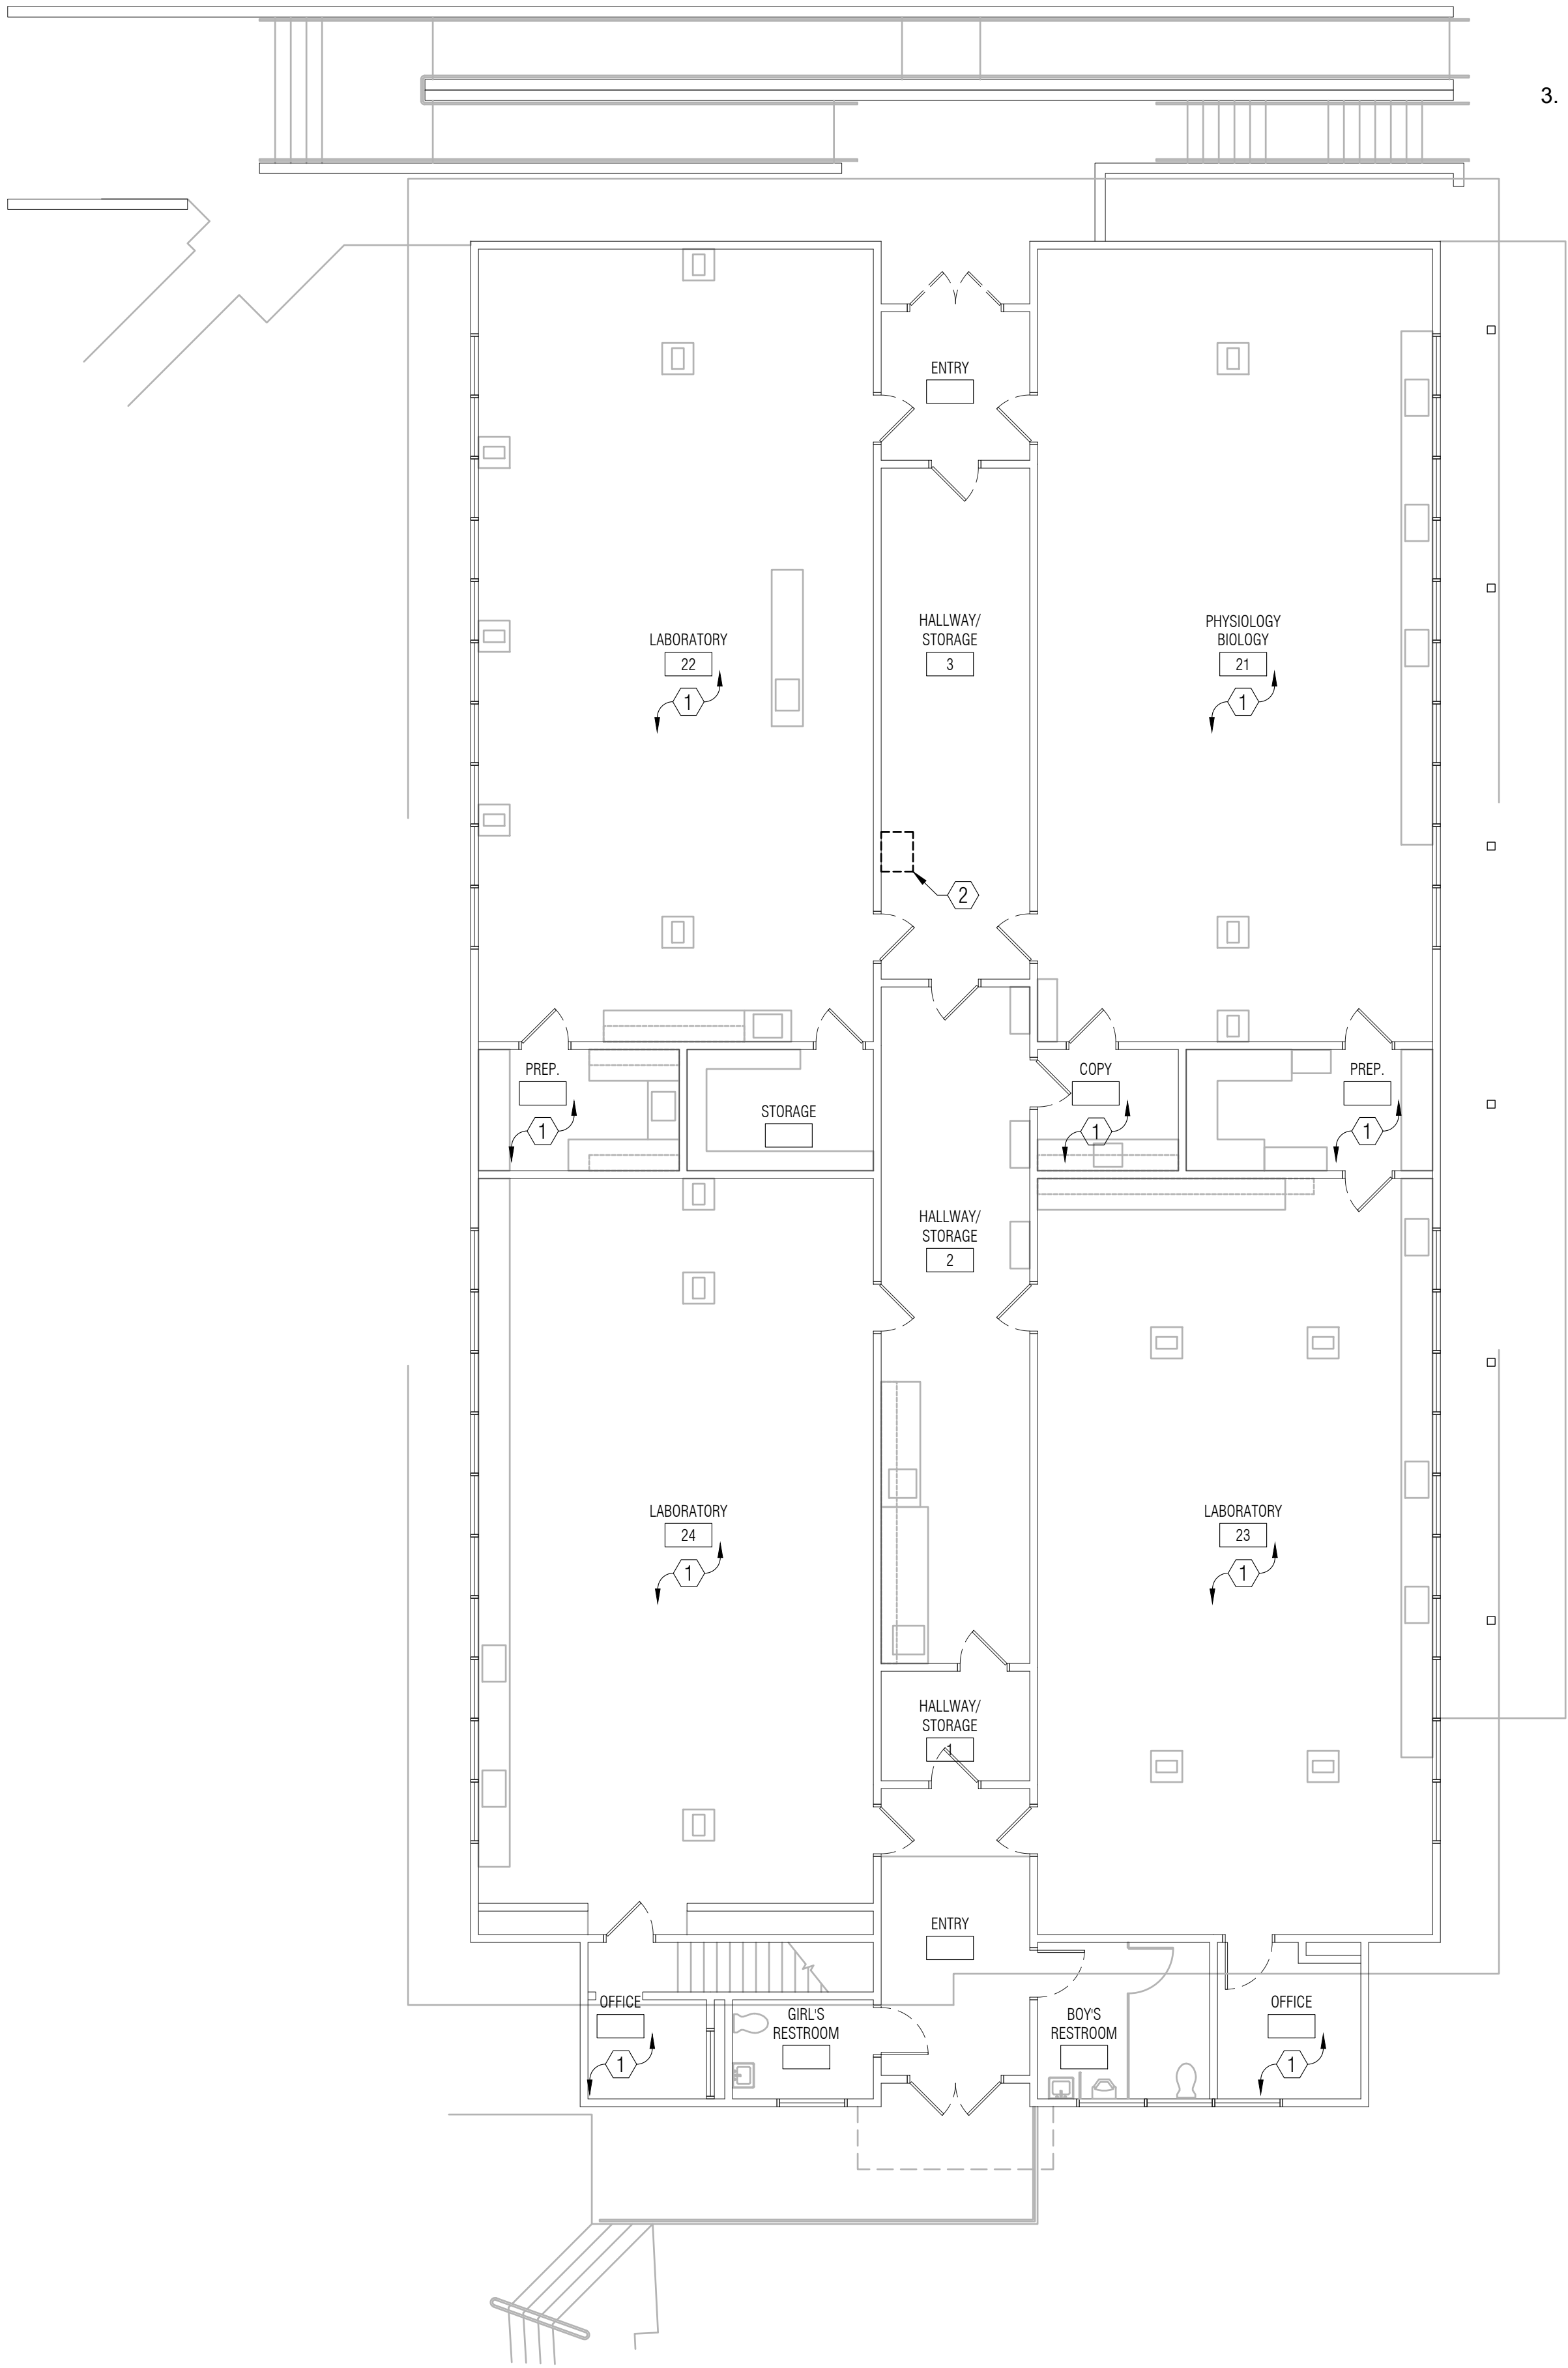 3.
ENTRY
LABORATORY
22
1
HALLWAY/
STORAGE
3
PHYSIOLOGY
BIOLOGY
21
1
2
PREP.
1
STORAGE
COPY
1
PREP.
1
HALLWAY/
STORAGE
2
LABORATORY
24
1
LABORATORY
23
1
HALLWAY/
STORAGE
1
ENTRY
OFFICE
1
GIRL'S
RESTROOM
BOY'S
RESTROOM
OFFICE
1